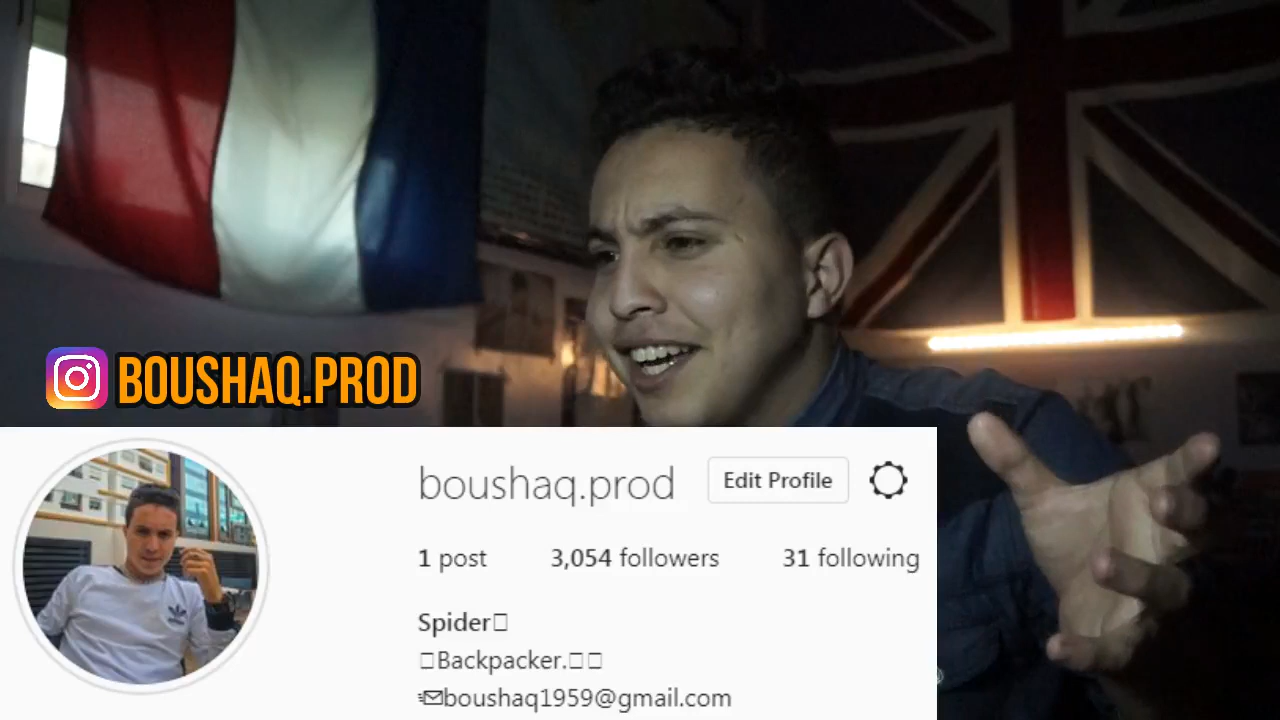 BOUSHAQ.PROD
boushaq.prod Edit Profile
1 post 3,054 followers 31 following
Spider
Backpacker.
boushaq1959@gmail.com